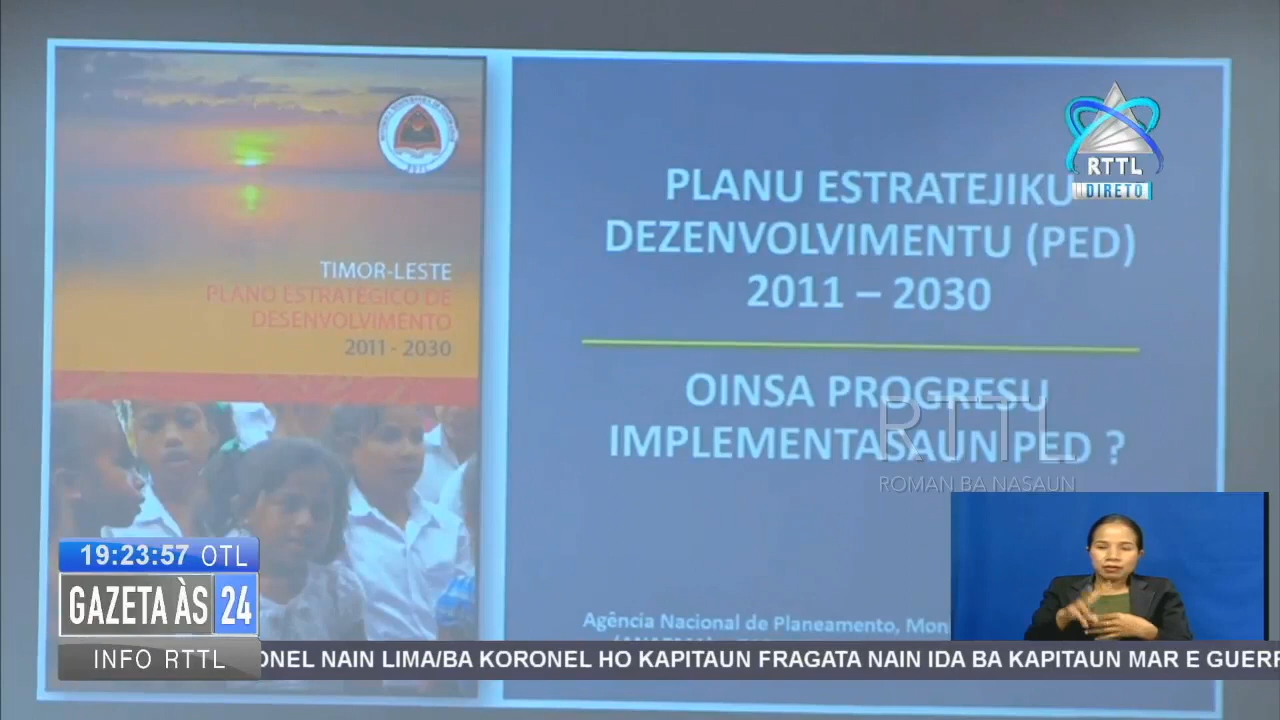 TIMOR-LESTE
PLANO ESTRATÉGICO DE
DESENVOLVIMENTO
2011 - 2030
PLANU ESTRATEJIKU
DEZENVOLVIMENTU (PED)
2011 – 2030
OINSA PROGRESU
IMPLEMENTASAUN PED ?
Agência Nacional de Planeamento, Mon
RTTL
DIRETO
RTTL
ROMAN BA NASAUN
19:23:57 OTL
GAZETA ÀS 24
INFO RTTL
ONEL NAIN LIMA/BA KORONEL HO KAPITAUN FRAGATA NAIN IDA BA KAPITAUN MAR E GUERR